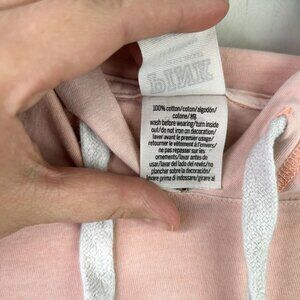 PINK
100% cotton/coton/algodón/
cotone/棉
wash before wearing/turn inside
out/do not iron on decoration/
laver avant le premier usage/
retourner le vêtement à l'envers/
ne pas repasser sur les
ornements/lavar antes de
usar/lavar del revés/no
planchar sobre la decoración/
lavare prima di indossare/girare al